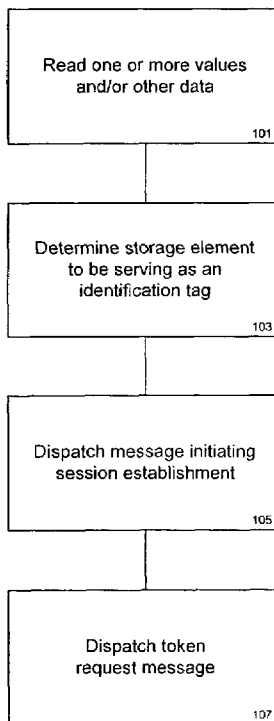 Read one or more values
and/or other data
101
Determine storage element
to be serving as an
identification tag
103
Dispatch message initiating
session establishment
105
Dispatch token
request message
107